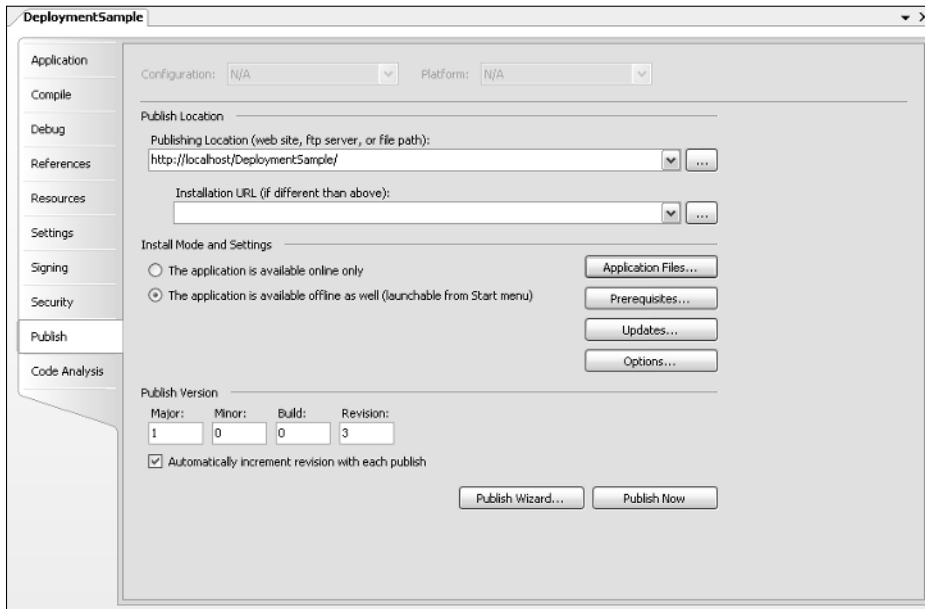 DeploymentSample
Application
Compile
Debug
References
Resources
Settings
Signing
Security
Publish
Code Analysis
Configuration: N/A Platform: N/A
Publish Location
Publishing Location (web site, ftp server, or file path):
http://localhost/DeploymentSample/ ...
Installation URL (if different than above):
...
Install Mode and Settings
The application is available online only
The application is available offline as well (launchable from Start menu)
Application Files...
Prerequisites...
Updates...
Options...
Publish Version
Major: Minor: Build: Revision:
1 0 0 3
Automatically increment revision with each publish
Publish Wizard... Publish Now